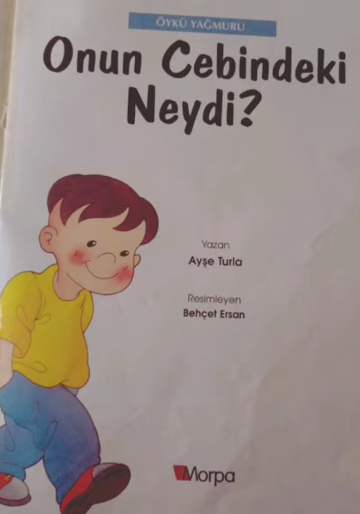 ÖYKÜ YAĞMURU
Onun Cebindeki
Neydi?
Yazan
Ayşe Turla
Resimleyen
Behçet Ersan
Morpa